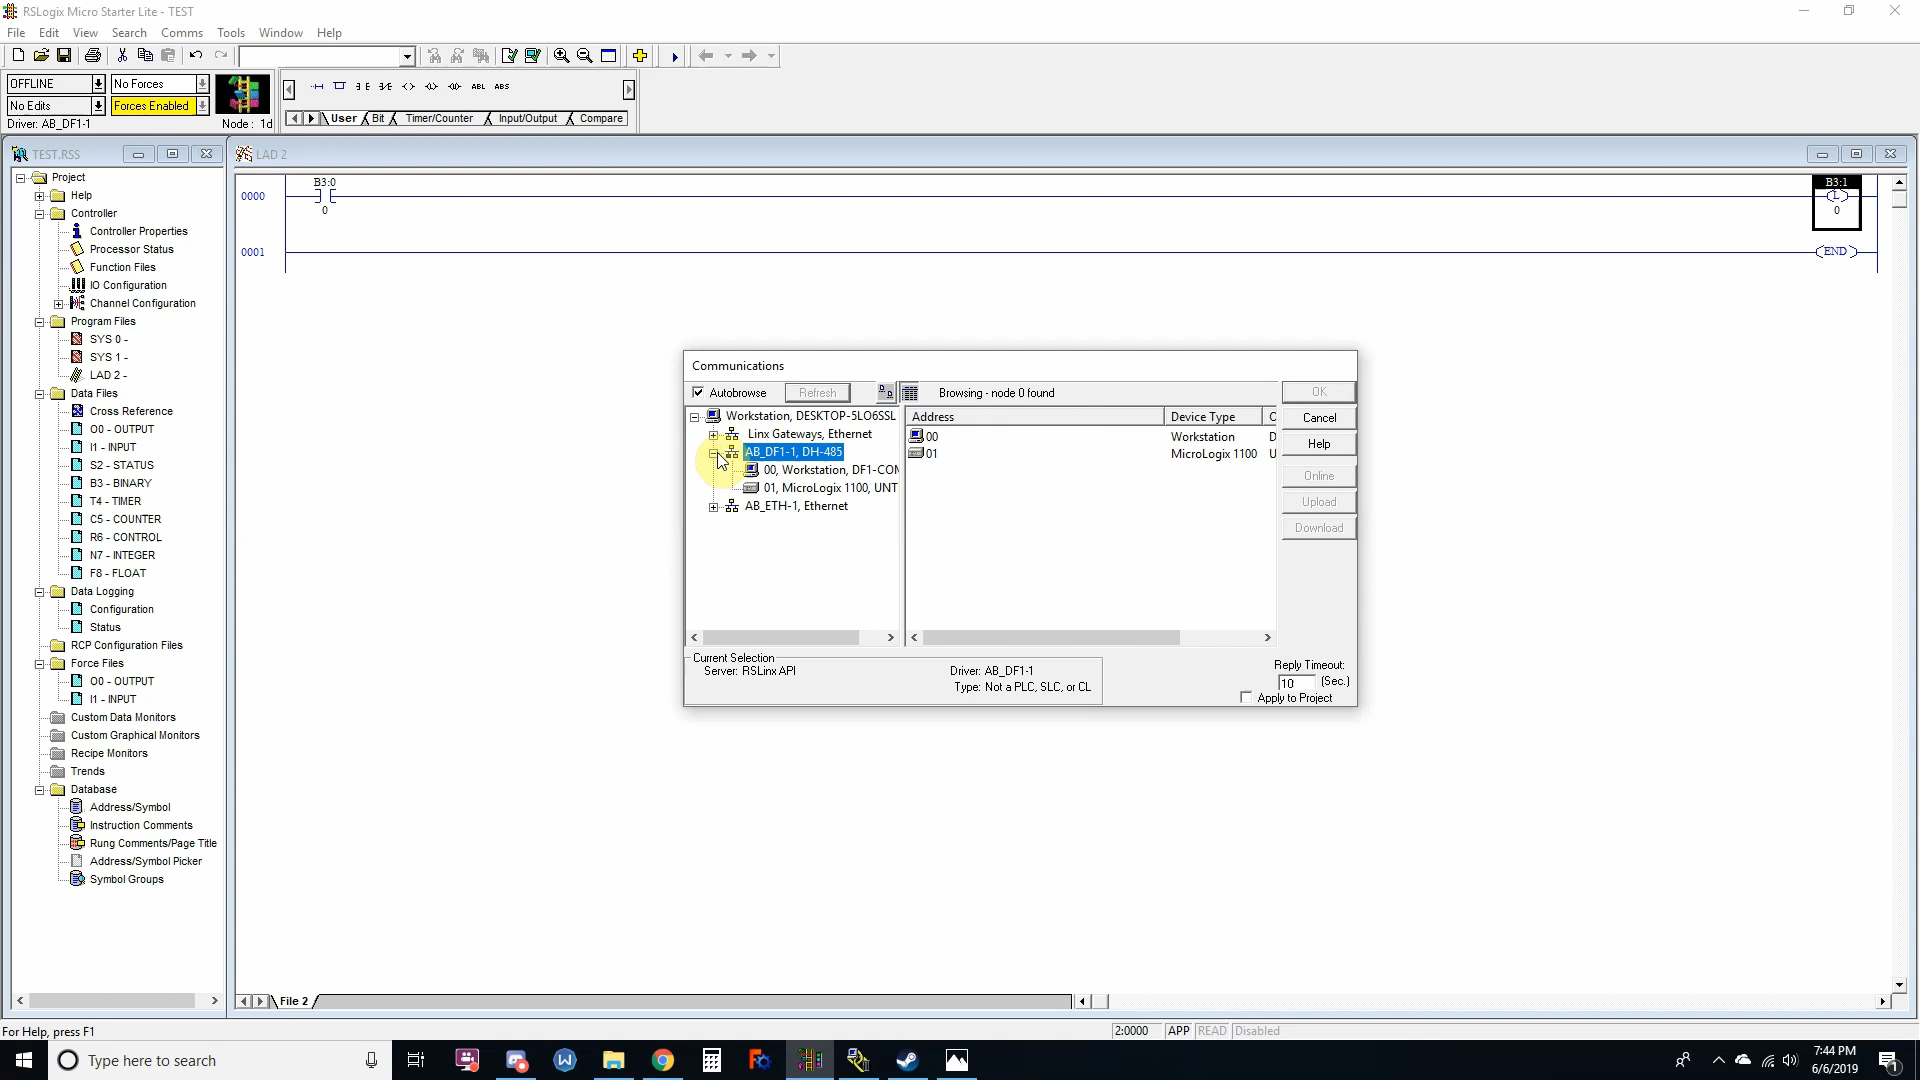 RSLogix Micro Starter Lite - TEST
File Edit View Search Comms Tools Window Help
OFFLINE No Forces
No Edits Forces Enabled
Driver: AB_DF1-1 Node : 1d
ABL ABS
User Bit Timer/Counter Input/Output Compare
TEST.RSS
Project
Help
Controller
Controller Properties
Processor Status
Function Files
IO Configuration
Channel Configuration
Program Files
SYS 0 -
SYS 1 -
LAD 2 -
Data Files
Cross Reference
O0 - OUTPUT
I1 - INPUT
S2 - STATUS
B3 - BINARY
T4 - TIMER
C5 - COUNTER
R6 - CONTROL
N7 - INTEGER
F8 - FLOAT
Data Logging
Configuration
Status
RCP Configuration Files
Force Files
O0 - OUTPUT
I1 - INPUT
Custom Data Monitors
Custom Graphical Monitors
Recipe Monitors
Trends
Database
Address/Symbol
Instruction Comments
Rung Comments/Page Title
Address/Symbol Picker
Symbol Groups
LAD 2
0000 B3:0 0 B3:1 L 0
0001 END
Communications
Autobrowse Refresh Browsing - node 0 found
Workstation, DESKTOP-5LO6SSL
Linx Gateways, Ethernet
AB_DF1-1, DH-485
00, Workstation, DF1-COM
01, MicroLogix 1100, UNT
AB_ETH-1, Ethernet
Address Device Type
00 Workstation D
01 MicroLogix 1100 U
OK
Cancel
Help
Online
Upload
Download
Current Selection
Server: RSLinx API
Driver: AB_DF1-1
Type: Not a PLC, SLC, or CL
Reply Timeout:
10 (Sec.)
Apply to Project
File 2
For Help, press F1
2:0000 APP READ Disabled
Type here to search
7:44 PM
6/6/2019
1